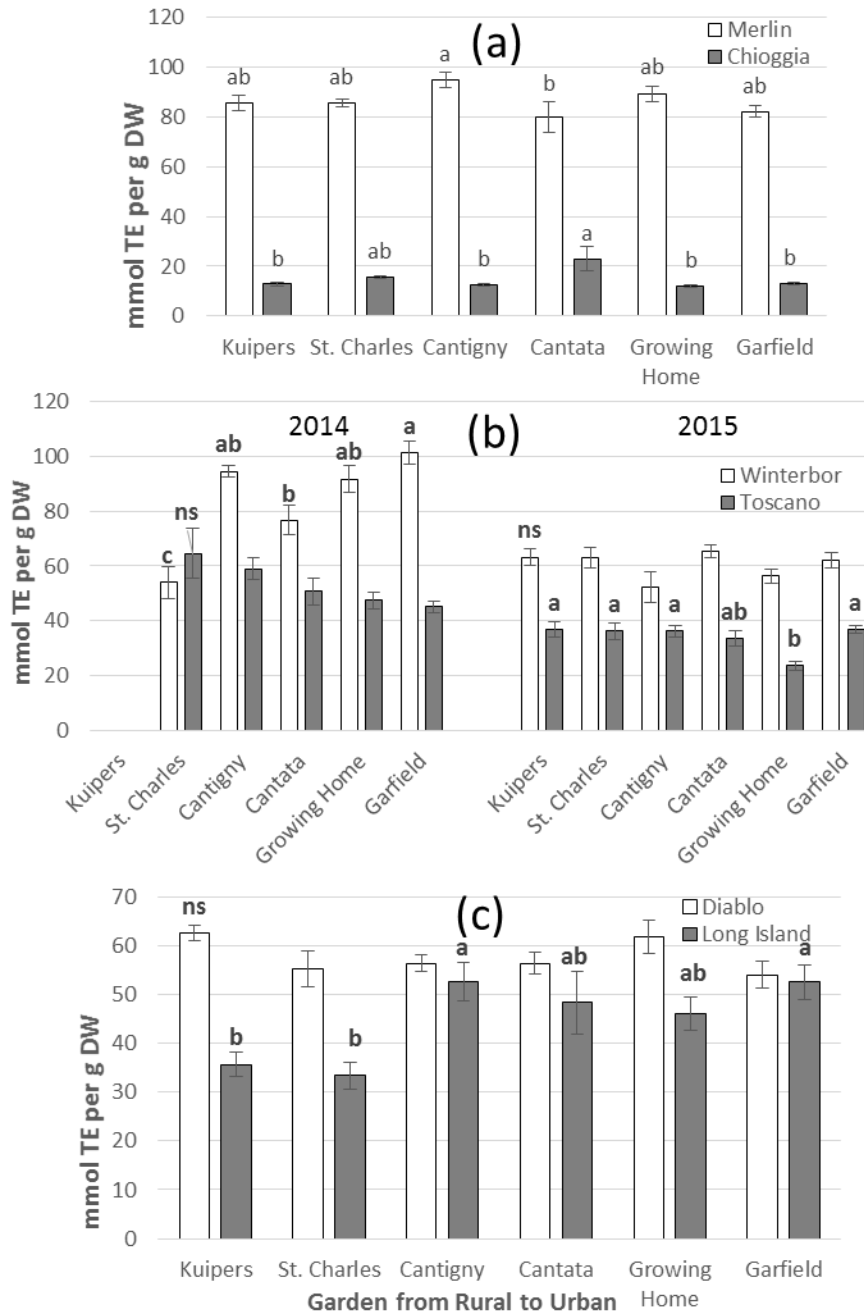 (a)
Merlin
Chioggia
mmol TE per g DW
120
100
80
60
40
20
0
ab
ab
a
b
ab
ab
b
ab
b
a
b
b
Kuipers
St. Charles
Cantigny
Cantata
Growing
Home
Garfield
(b)
2014
2015
Winterbor
Toscano
mmol TE per g DW
120
100
80
60
40
20
0
c
ns
ab
b
ab
a
ns
a
a
a
ab
b
a
Kuipers
St. Charles
Cantigny
Cantata
Growing Home
Garfield
Kuipers
St. Charles
Cantigny
Cantata
Growing Home
Garfield
(c)
Diablo
Long Island
mmol TE per g DW
70
60
50
40
30
20
10
0
ns
b
b
a
ab
ab
a
Kuipers
St. Charles
Cantigny
Cantata
Growing
Home
Garfield
Garden from Rural to Urban